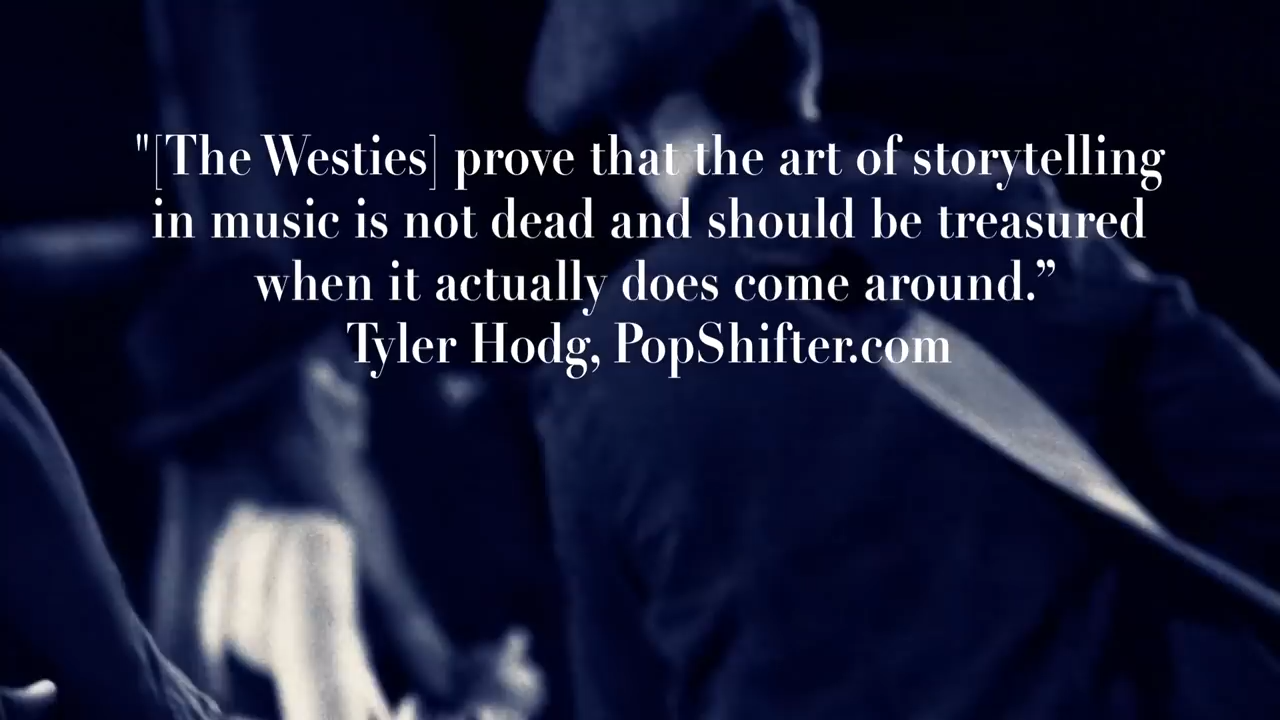 "[The Westies] prove that the art of storytelling
in music is not dead and should be treasured
when it actually does come around.”
Tyler Hodg, PopShifter.com